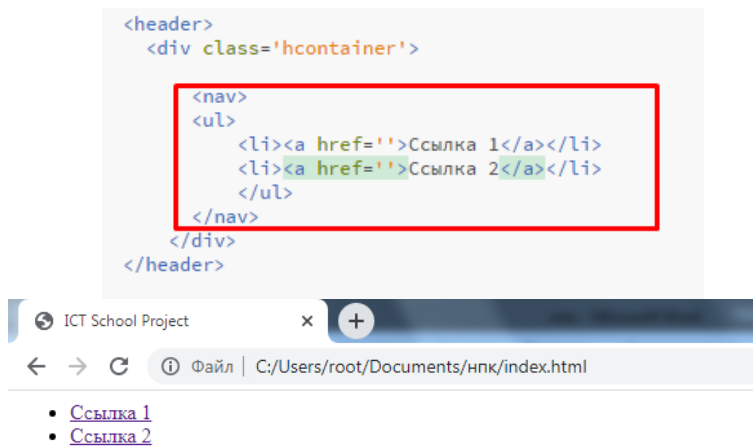 <header>
<div class='hcontainer'>
<nav>
<ul>
<li><a href=''>Ссылка 1</a></li>
<li><a href=''>Ссылка 2</a></li>
</ul>
</nav>
</div>
</header>
ICT School Project
Файл | C:/Users/root/Documents/нпк/index.html
Ссылка 1
Ссылка 2